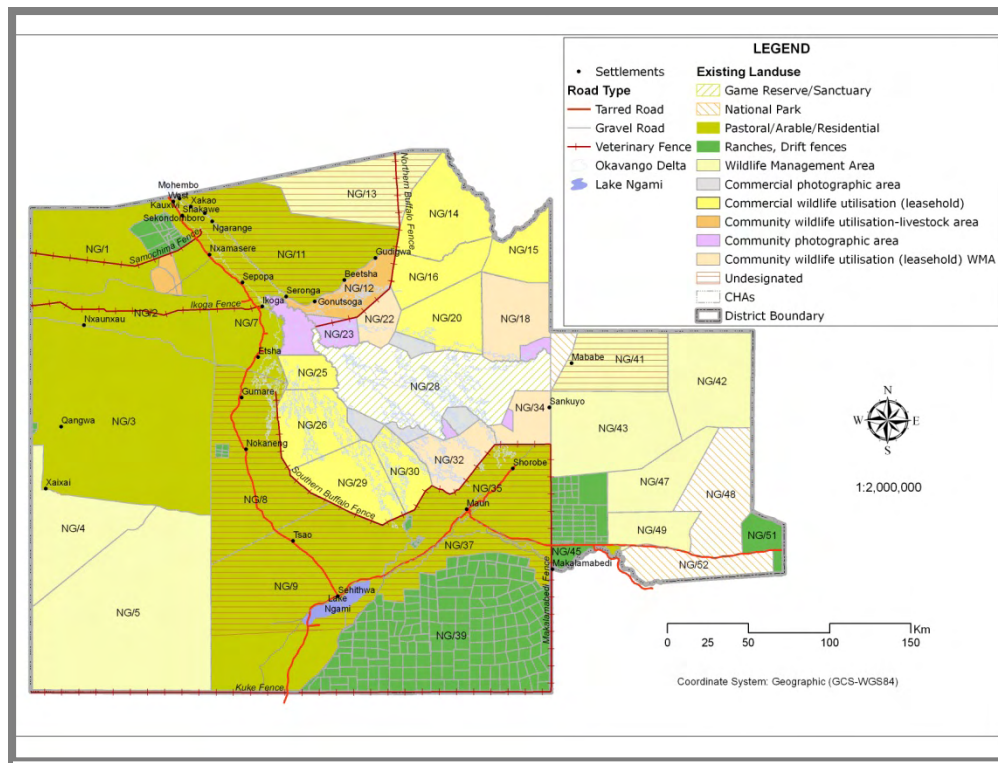 LEGEND
Settlements
Road Type
Tarred Road
Gravel Road
Veterinary Fence
Okavango Delta
Lake Ngami
Existing Landuse
Game Reserve/Sanctuary
National Park
Pastoral/Arable/Residential
Ranches, Drift fences
Wildlife Management Area
Commercial photographic area
Commercial wildlife utilisation (leasehold)
Community wildlife utilisation-livestock area
Community photographic area
Community wildlife utilisation (leasehold) WMA
Undesignated
CHAs
District Boundary
Mohembo
West
Kauxwi
Xakao
Shakawe
Sekondomboro
Ngarange
NG/13
Northern Buffalo Fence
NG/14
NG/1
Samochima Fence
Nxamasere
NG/11
Gudigwa
NG/15
Sepopa
Beetsha
NG/16
Seronga
NG/12
Ikoga Fence
Ikoga
Gonutsoga
NG/2
Nxaunxau
NG/7
NG/23
NG/22
NG/20
NG/18
Etsha
NG/25
Mababe
NG/41
NG/42
NG/28
Gumare
NG/34
Sankuyo
NG/3
Qangwa
NG/26
NG/43
Nokaneng
NG/32
Shorobe
Southern Buffalo Fence
NG/29
NG/30
NG/47
NG/48
Xaixai
NG/8
NG/35
Maun
NG/4
NG/49
NG/51
Tsao
NG/37
NG/45
Makalamabedi
NG/52
NG/9
Sehithwa
Lake
Ngami
NG/5
NG/39
Makalamabedi Fence
Kuke Fence
N
W
E
S
1:2,000,000
0
25
50
100
150
Km
Coordinate System: Geographic (GCS-WGS84)